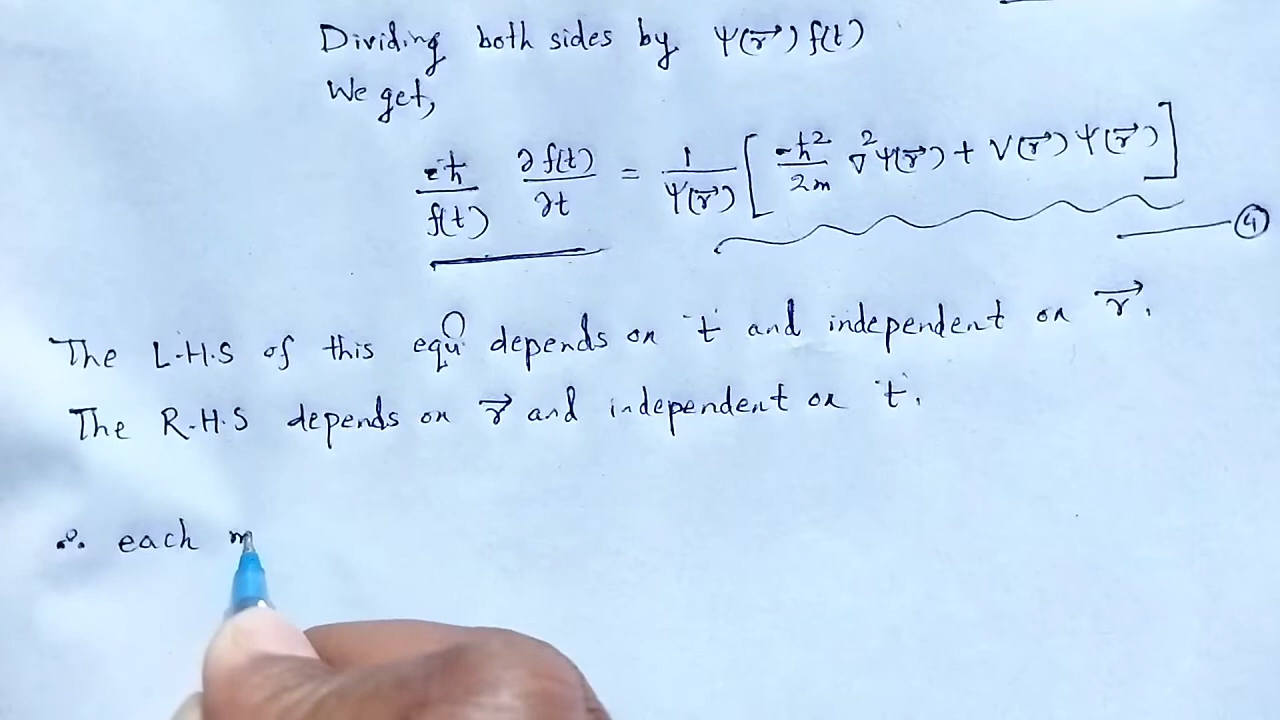 Dividing both sides by ψ(r⃗) f(t)
We get,
iħ/f(t) ∂f(t)/∂t = 1/ψ(r⃗) [ -ħ²/2m ∇²ψ(r⃗) + V(r⃗) ψ(r⃗) ] ④
The L.H.S of this equⁿ depends on 't' and independent on r⃗.
The R.H.S depends on r⃗ and independent on 't'.
∴ each m